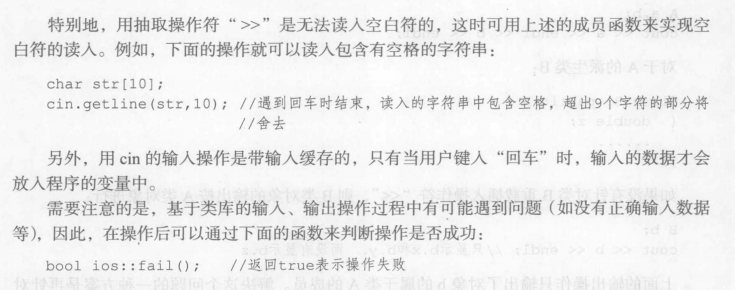 特别地，用抽取操作符“>>”是无法读入空白符的，这时可用上述的成员函数来实现空
白符的读入。例如，下面的操作就可以读入包含有空格的字符串：
char str[10];
cin.getline(str,10); //遇到回车时结束，读入的字符串中包含空格，超出9个字符的部分将
//舍去
另外，用 cin 的输入操作是带输入缓存的，只有当用户键入“回车”时，输入的数据才会
放入程序的变量中。
需要注意的是，基于类库的输入、输出操作过程中有可能遇到问题（如没有正确输入数据
等），因此，在操作后可以通过下面的函数来判断操作是否成功：
bool ios::fail(); //返回true表示操作失败